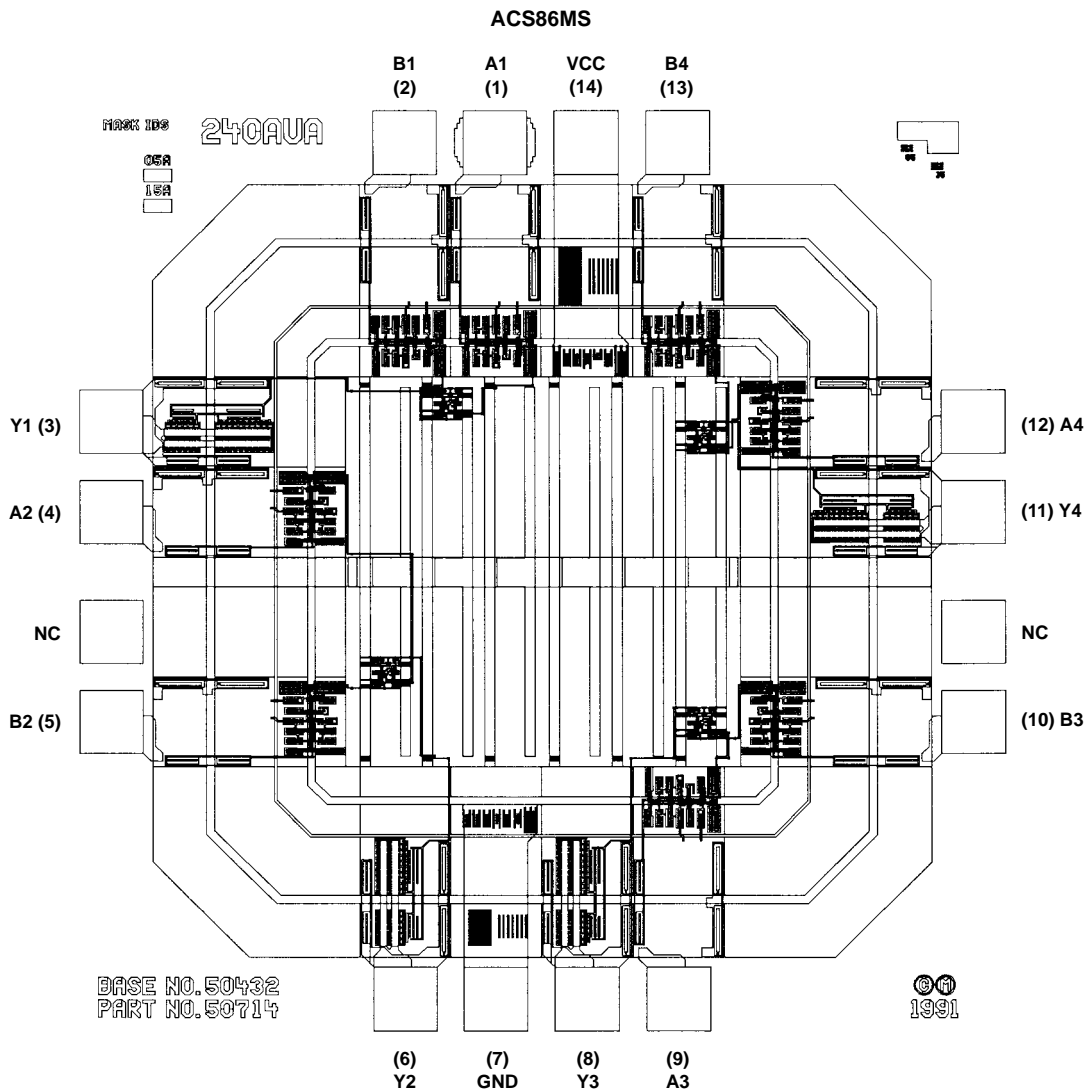 ACS86MS
B1
(2)
A1
(1)
VCC
(14)
B4
(13)
MASK IDS
240AVA
05A
15A
Y1 (3)
(12) A4
A2 (4)
(11) Y4
NC
NC
B2 (5)
(10) B3
BASE NO. 50432
PART NO. 50714
C M
1991
(6)
Y2
(7)
GND
(8)
Y3
(9)
A3